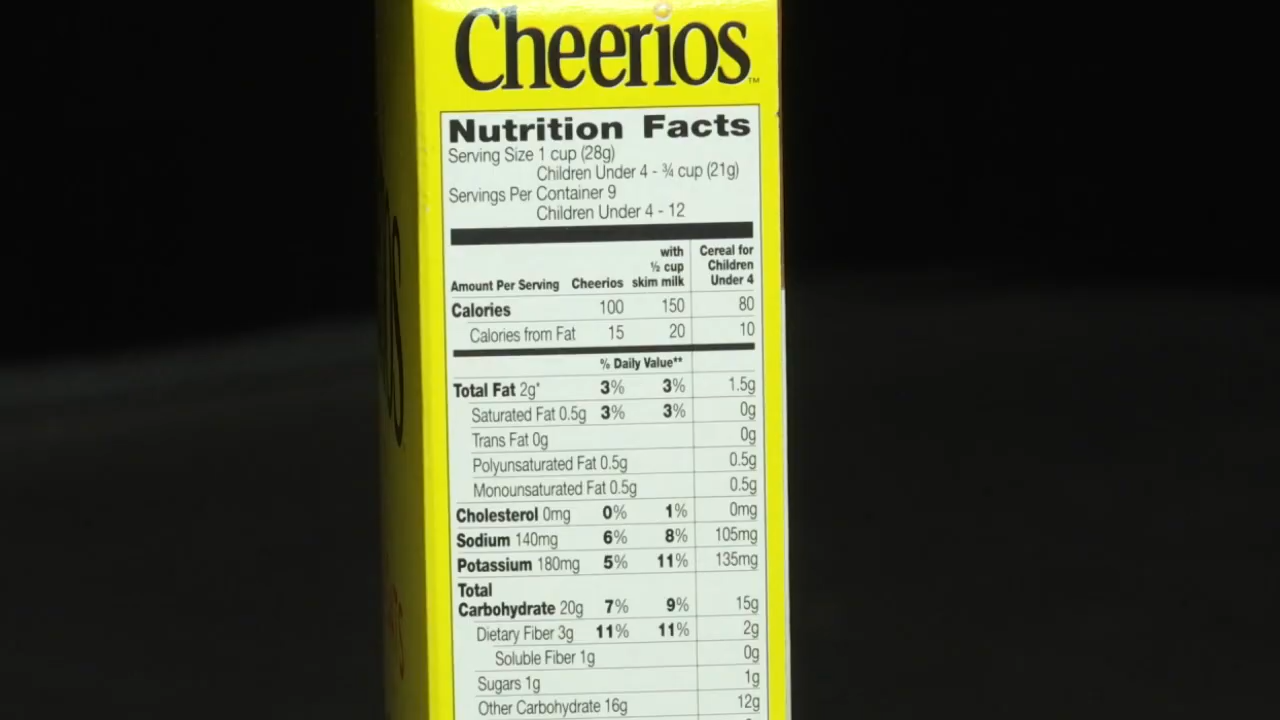 Cheerios™
Nutrition Facts
Serving Size 1 cup (28g)
Children Under 4 - ¾ cup (21g)
Servings Per Container 9
Children Under 4 - 12
Amount Per Serving Cheerios with ½ cup skim milk Cereal for Children Under 4
Calories 100 150 80
Calories from Fat 15 20 10
% Daily Value**
Total Fat 2g* 3% 3% 1.5g
Saturated Fat 0.5g 3% 3% 0g
Trans Fat 0g 0g
Polyunsaturated Fat 0.5g 0.5g
Monounsaturated Fat 0.5g 0.5g
Cholesterol 0mg 0% 1% 0mg
Sodium 140mg 6% 8% 105mg
Potassium 180mg 5% 11% 135mg
Total
Carbohydrate 20g 7% 9% 15g
Dietary Fiber 3g 11% 11% 2g
Soluble Fiber 1g 0g
Sugars 1g 1g
Other Carbohydrate 16g 12g